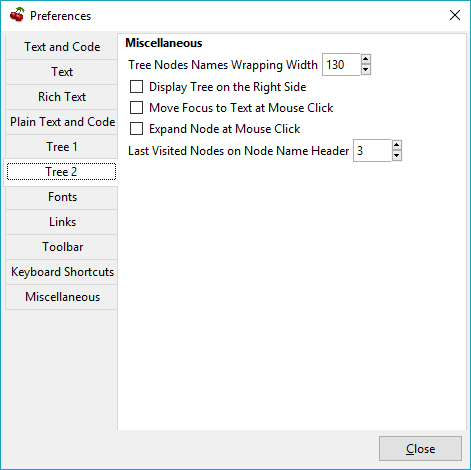 Preferences
Text and Code
Text
Rich Text
Plain Text and Code
Tree 1
Tree 2
Fonts
Links
Toolbar
Keyboard Shortcuts
Miscellaneous
Miscellaneous
Tree Nodes Names Wrapping Width 130
Display Tree on the Right Side
Move Focus to Text at Mouse Click
Expand Node at Mouse Click
Last Visited Nodes on Node Name Header 3
Close